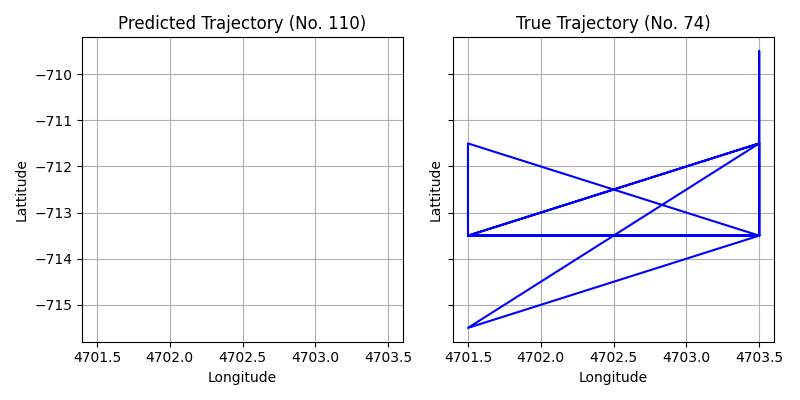 Predicted Trajectory (No. 110)
True Trajectory (No. 74)
−710
−711
−712
−713
−714
−715
Lattitude
Lattitude
4701.5 4702.0 4702.5 4703.0 4703.5
4701.5 4702.0 4702.5 4703.0 4703.5
Longitude
Longitude